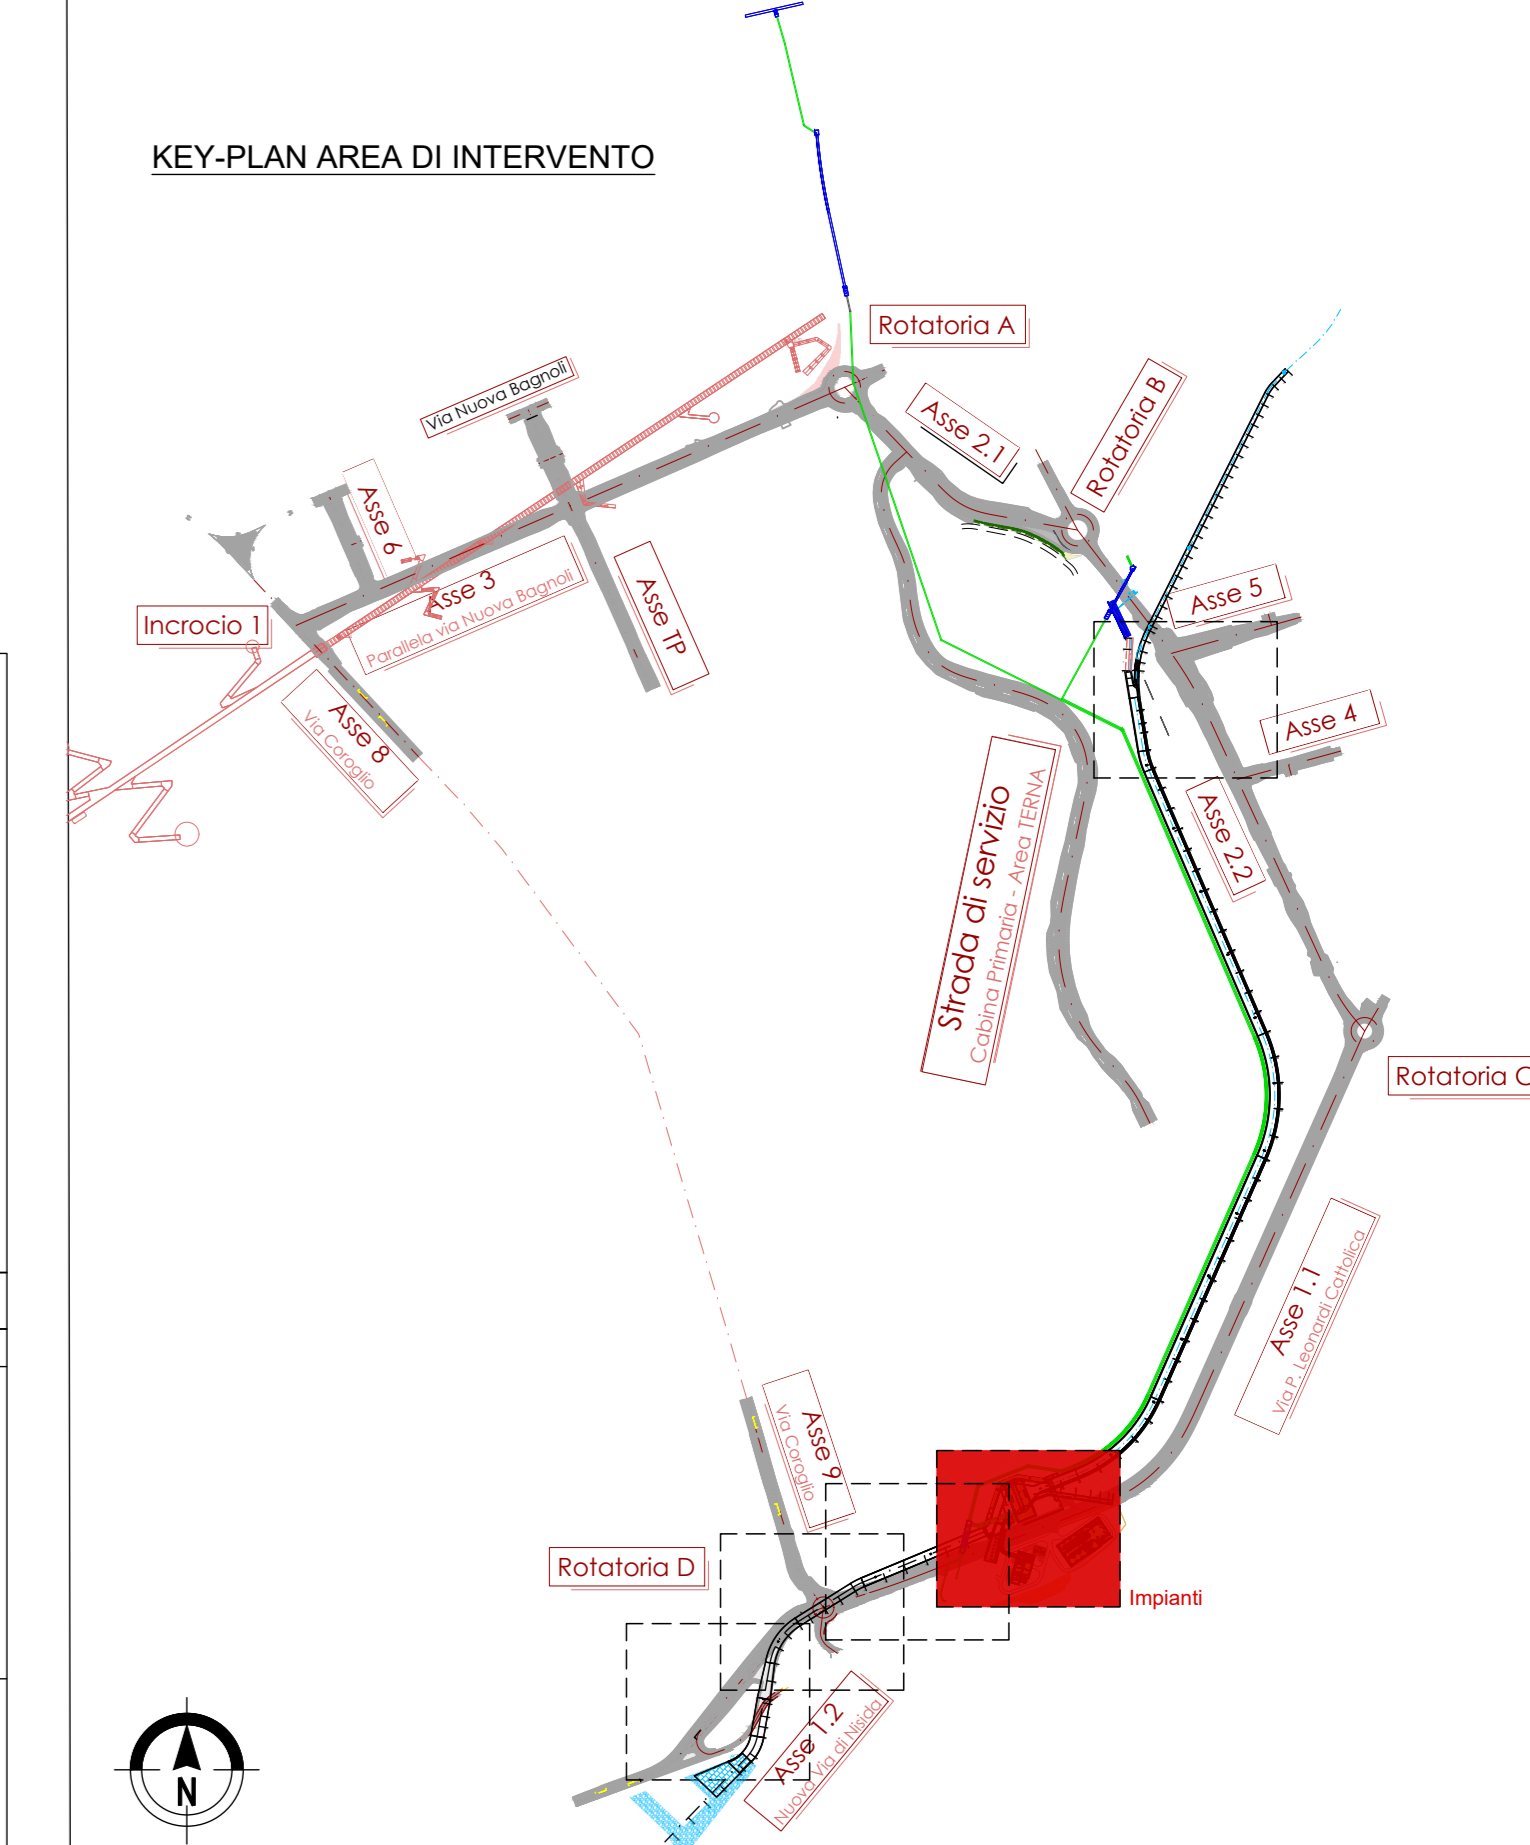 KEY-PLAN AREA DI INTERVENTO
Rotatoria A
Via Nuova Bagnoli
Asse 2.1
Rotatoria B
Asse 6
Asse 3
Parallela via Nuova Bagnoli
Asse TP
Asse 5
Incrocio 1
Asse 8
Via Coroglio
Asse 4
Strada di servizio
Cabina Primaria - Area TERNA
Asse 2.2
Rotatoria C
Asse 1.1
Via P. Leonardi Cattolica
Asse 9
Via Coroglio
Rotatoria D
Impianti
Asse 1.2
Nuova Via di Nisida
N